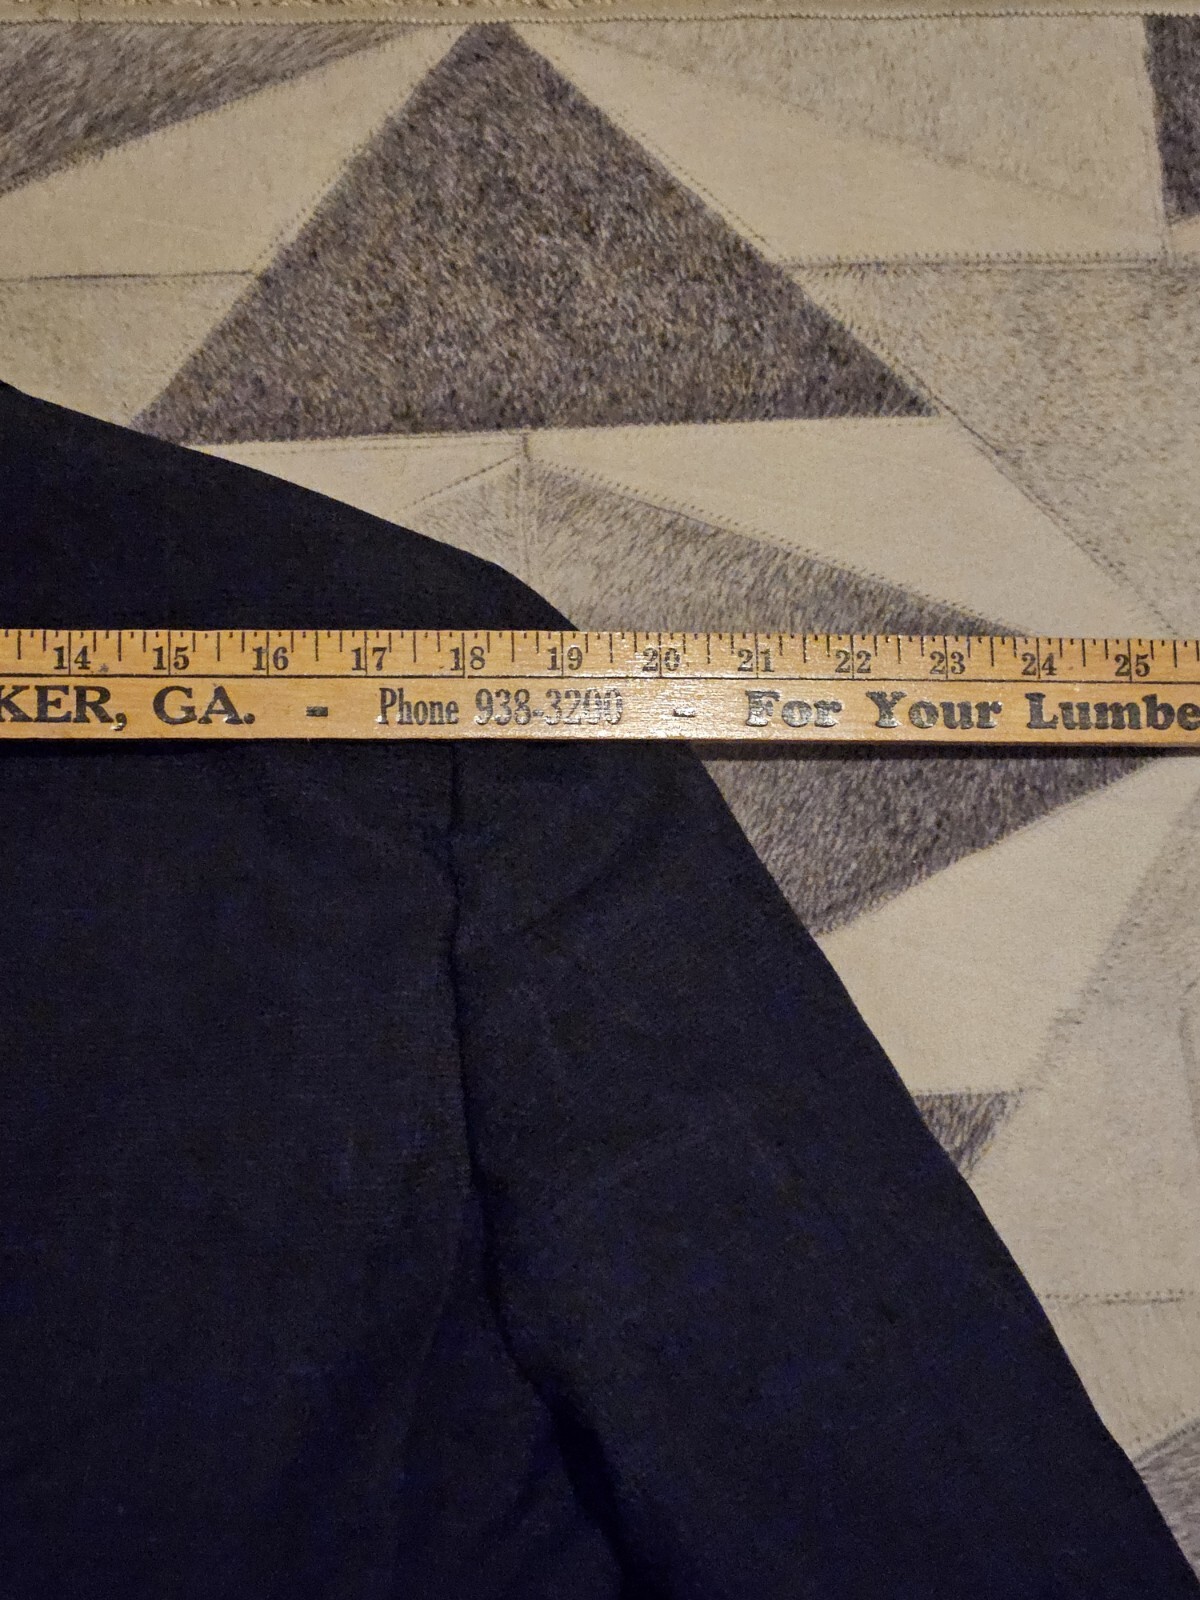 14 15 16 17 18 19 20 21 22 23 24 25
KER, GA. - Phone 938-3200 - For Your Lumbe